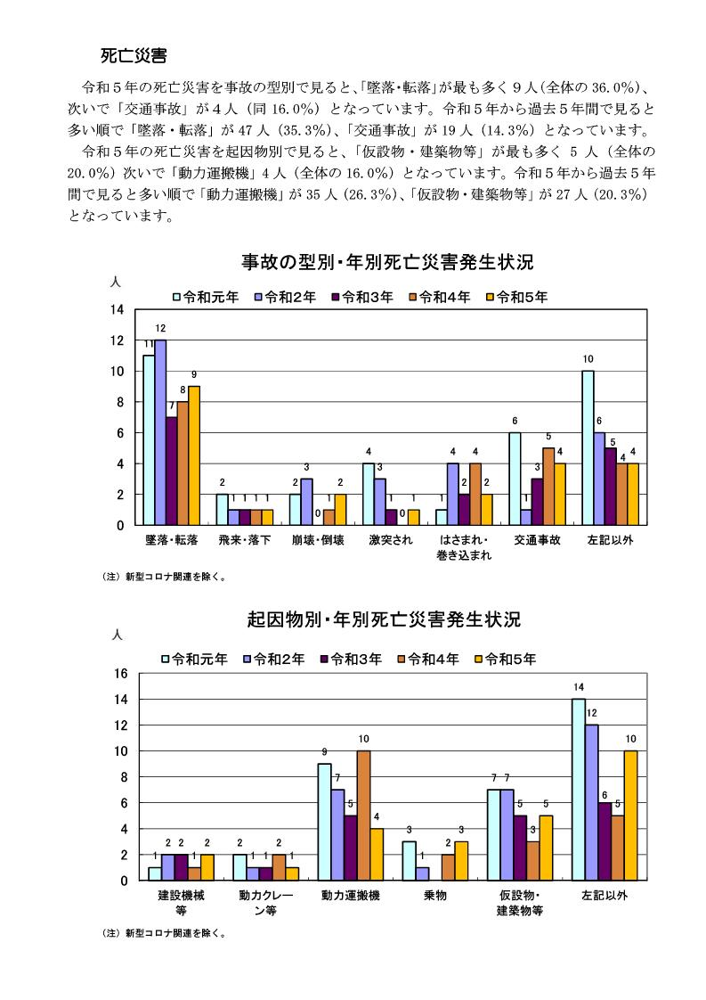 死亡災害
令和５年の死亡災害を事故の型別で見ると、「墜落・転落」が最も多く９人（全体の 36.0％）、
次いで「交通事故」が４人（同 16.0％）となっています。令和５年から過去５年間で見ると
多い順で「墜落・転落」が 47 人（35.3％）、「交通事故」が 19 人（14.3％）となっています。
令和５年の死亡災害を起因物別で見ると、「仮設物・建築物等」が最も多く 5 人（全体の
20.0％）次いで「動力運搬機」4 人（全体の 16.0％）となっています。令和５年から過去５年
間で見ると多い順で「動力運搬機」が 35 人（26.3％）、「仮設物・建築物等」が 27 人（20.3％）
となっています。
事故の型別・年別死亡災害発生状況
人
令和元年 令和2年 令和3年 令和4年 令和5年
14
12
10
8
6
4
2
0
11 12 7 8 9
2 1 1 1 1
2 3 0 1 2
4 3 1 0 1
1 4 2 4 2
6 1 3 5 4
10 6 5 4 4
墜落・転落 飛来・落下 崩壊・倒壊 激突され はさまれ・ 交通事故 左記以外
巻き込まれ
（注）新型コロナ関連を除く。
起因物別・年別死亡災害発生状況
人
令和元年 令和2年 令和3年 令和4年 令和5年
16
14
12
10
8
6
4
2
0
1 2 2 1 2
2 1 1 2 1
9 7 5 10 4
3 1 2 3
7 7 5 3 5
14 12 6 5 10
建設機械 動力クレー 動力運搬機 乗物 仮設物・ 左記以外
等 ン等 建築物等
（注）新型コロナ関連を除く。